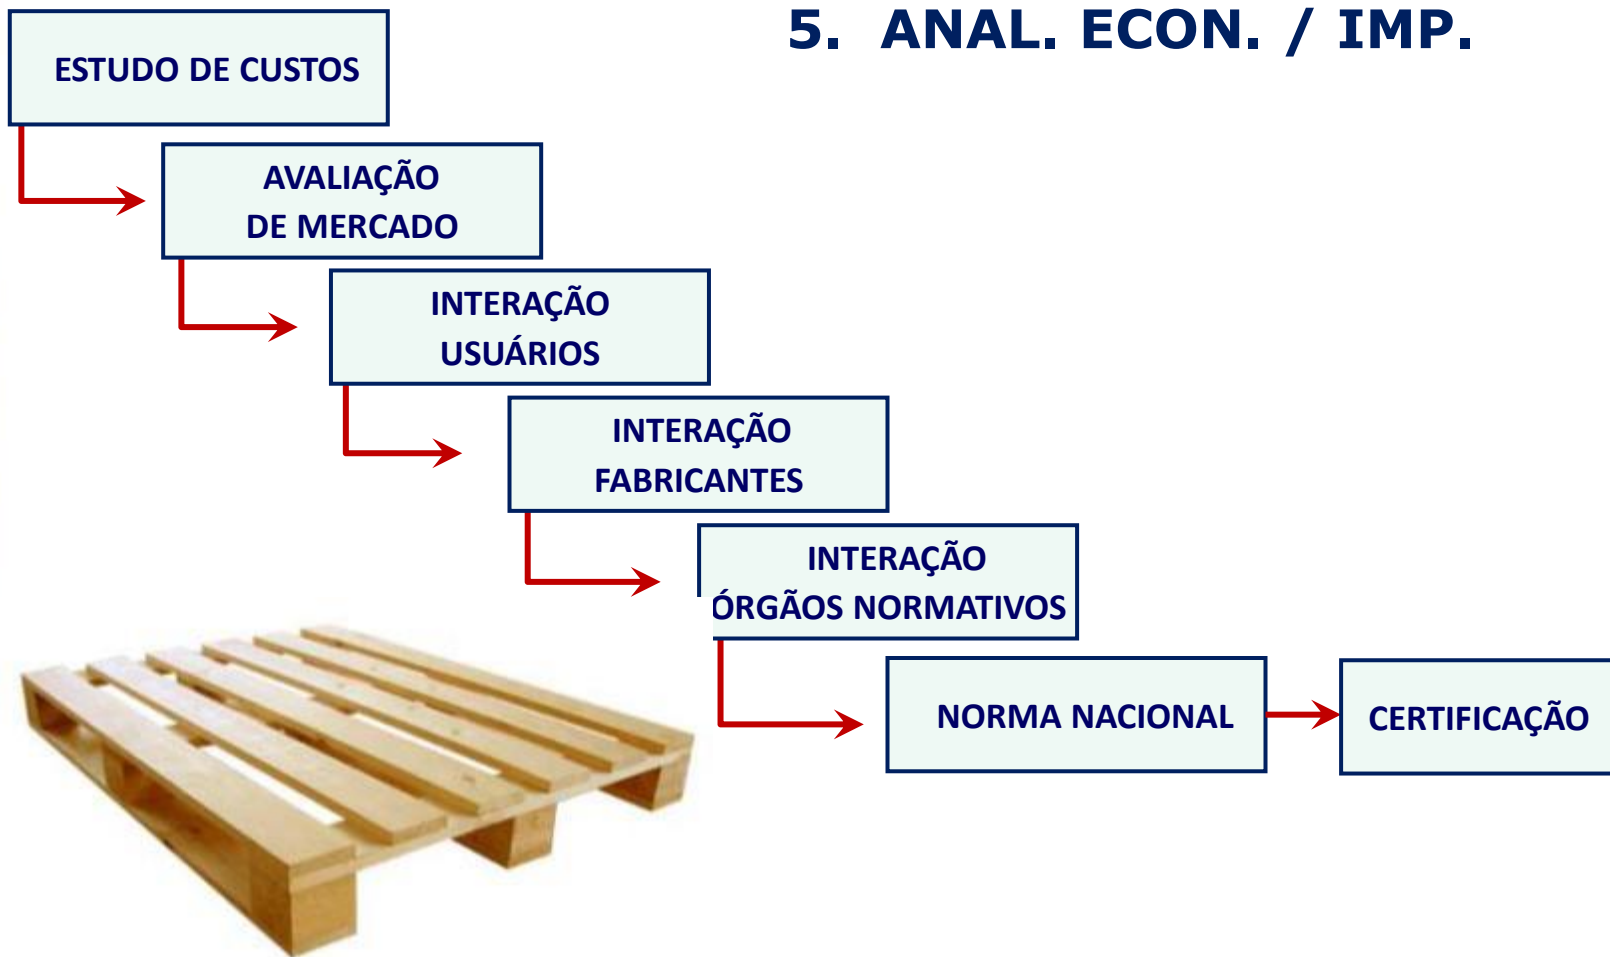 5. ANAL. ECON. / IMP.
ESTUDO DE CUSTOS
AVALIAÇÃO
DE MERCADO
INTERAÇÃO
USUÁRIOS
INTERAÇÃO
FABRICANTES
INTERAÇÃO
ÓRGÃOS NORMATIVOS
NORMA NACIONAL
CERTIFICAÇÃO